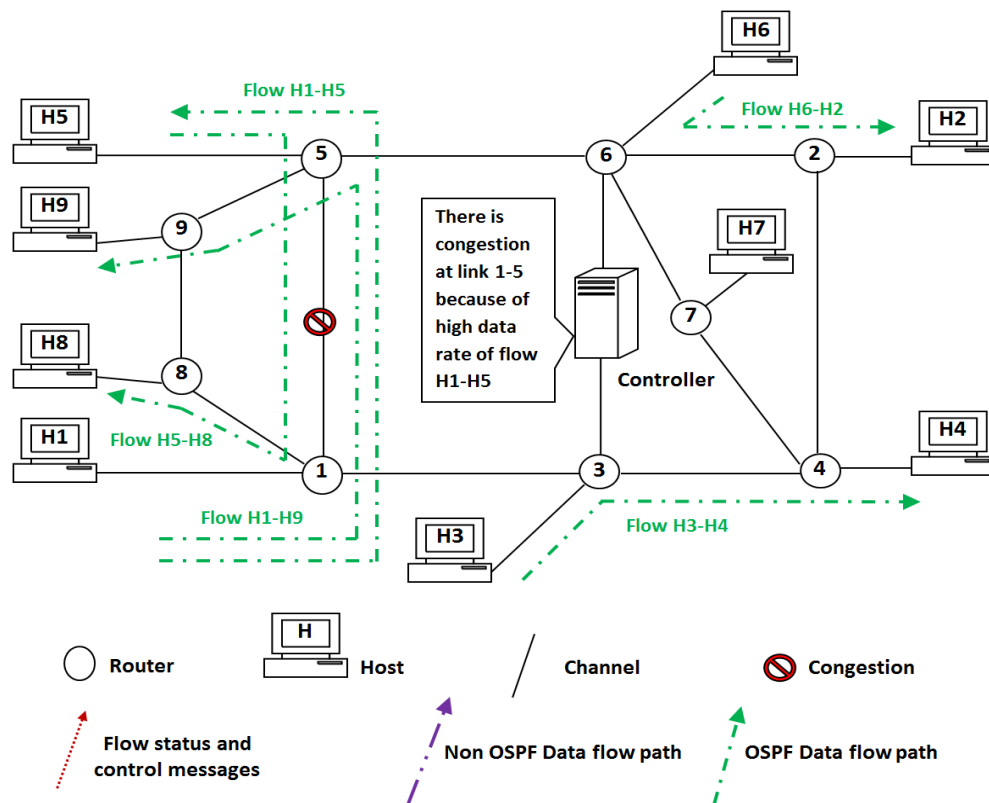 H6
Flow H1-H5
Flow H6-H2
H5
H2
5
6
2
H9
There is
congestion
at link 1-5
because of
high data
rate of flow
H1-H5
H7
9
7
H8
8
Controller
H1
Flow H5-H8
H4
1
3
4
Flow H1-H9
H3
Flow H3-H4
H
Router
Host
Channel
Congestion
Flow status and
control messages
Non OSPF Data flow path
OSPF Data flow path